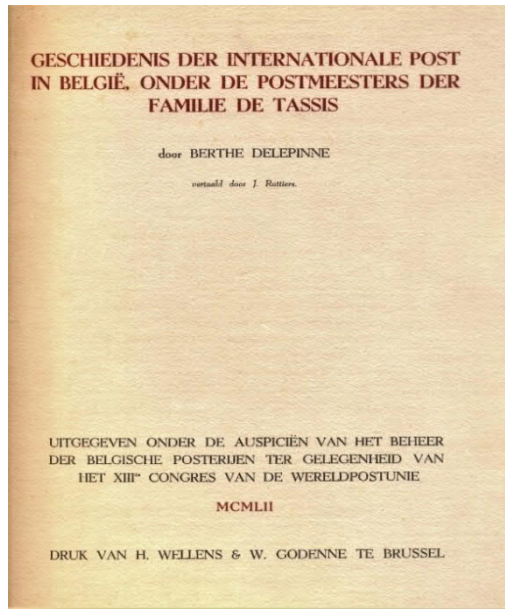 GESCHIEDENIS DER INTERNATIONALE POST
IN BELGIË, ONDER DE POSTMEESTERS DER
FAMILIE DE TASSIS
door BERTHE DELEPINNE
vertaald door J. Rottiers.
UITGEGEVEN ONDER DE AUSPICIËN VAN HET BEHEER
DER BELGISCHE POSTERIJEN TER GELEGENHEID VAN
HET XIIIde CONGRES VAN DE WERELDPOSTUNIE
MCMLII
DRUK VAN H. WELLENS & W. GODENNE TE BRUSSEL